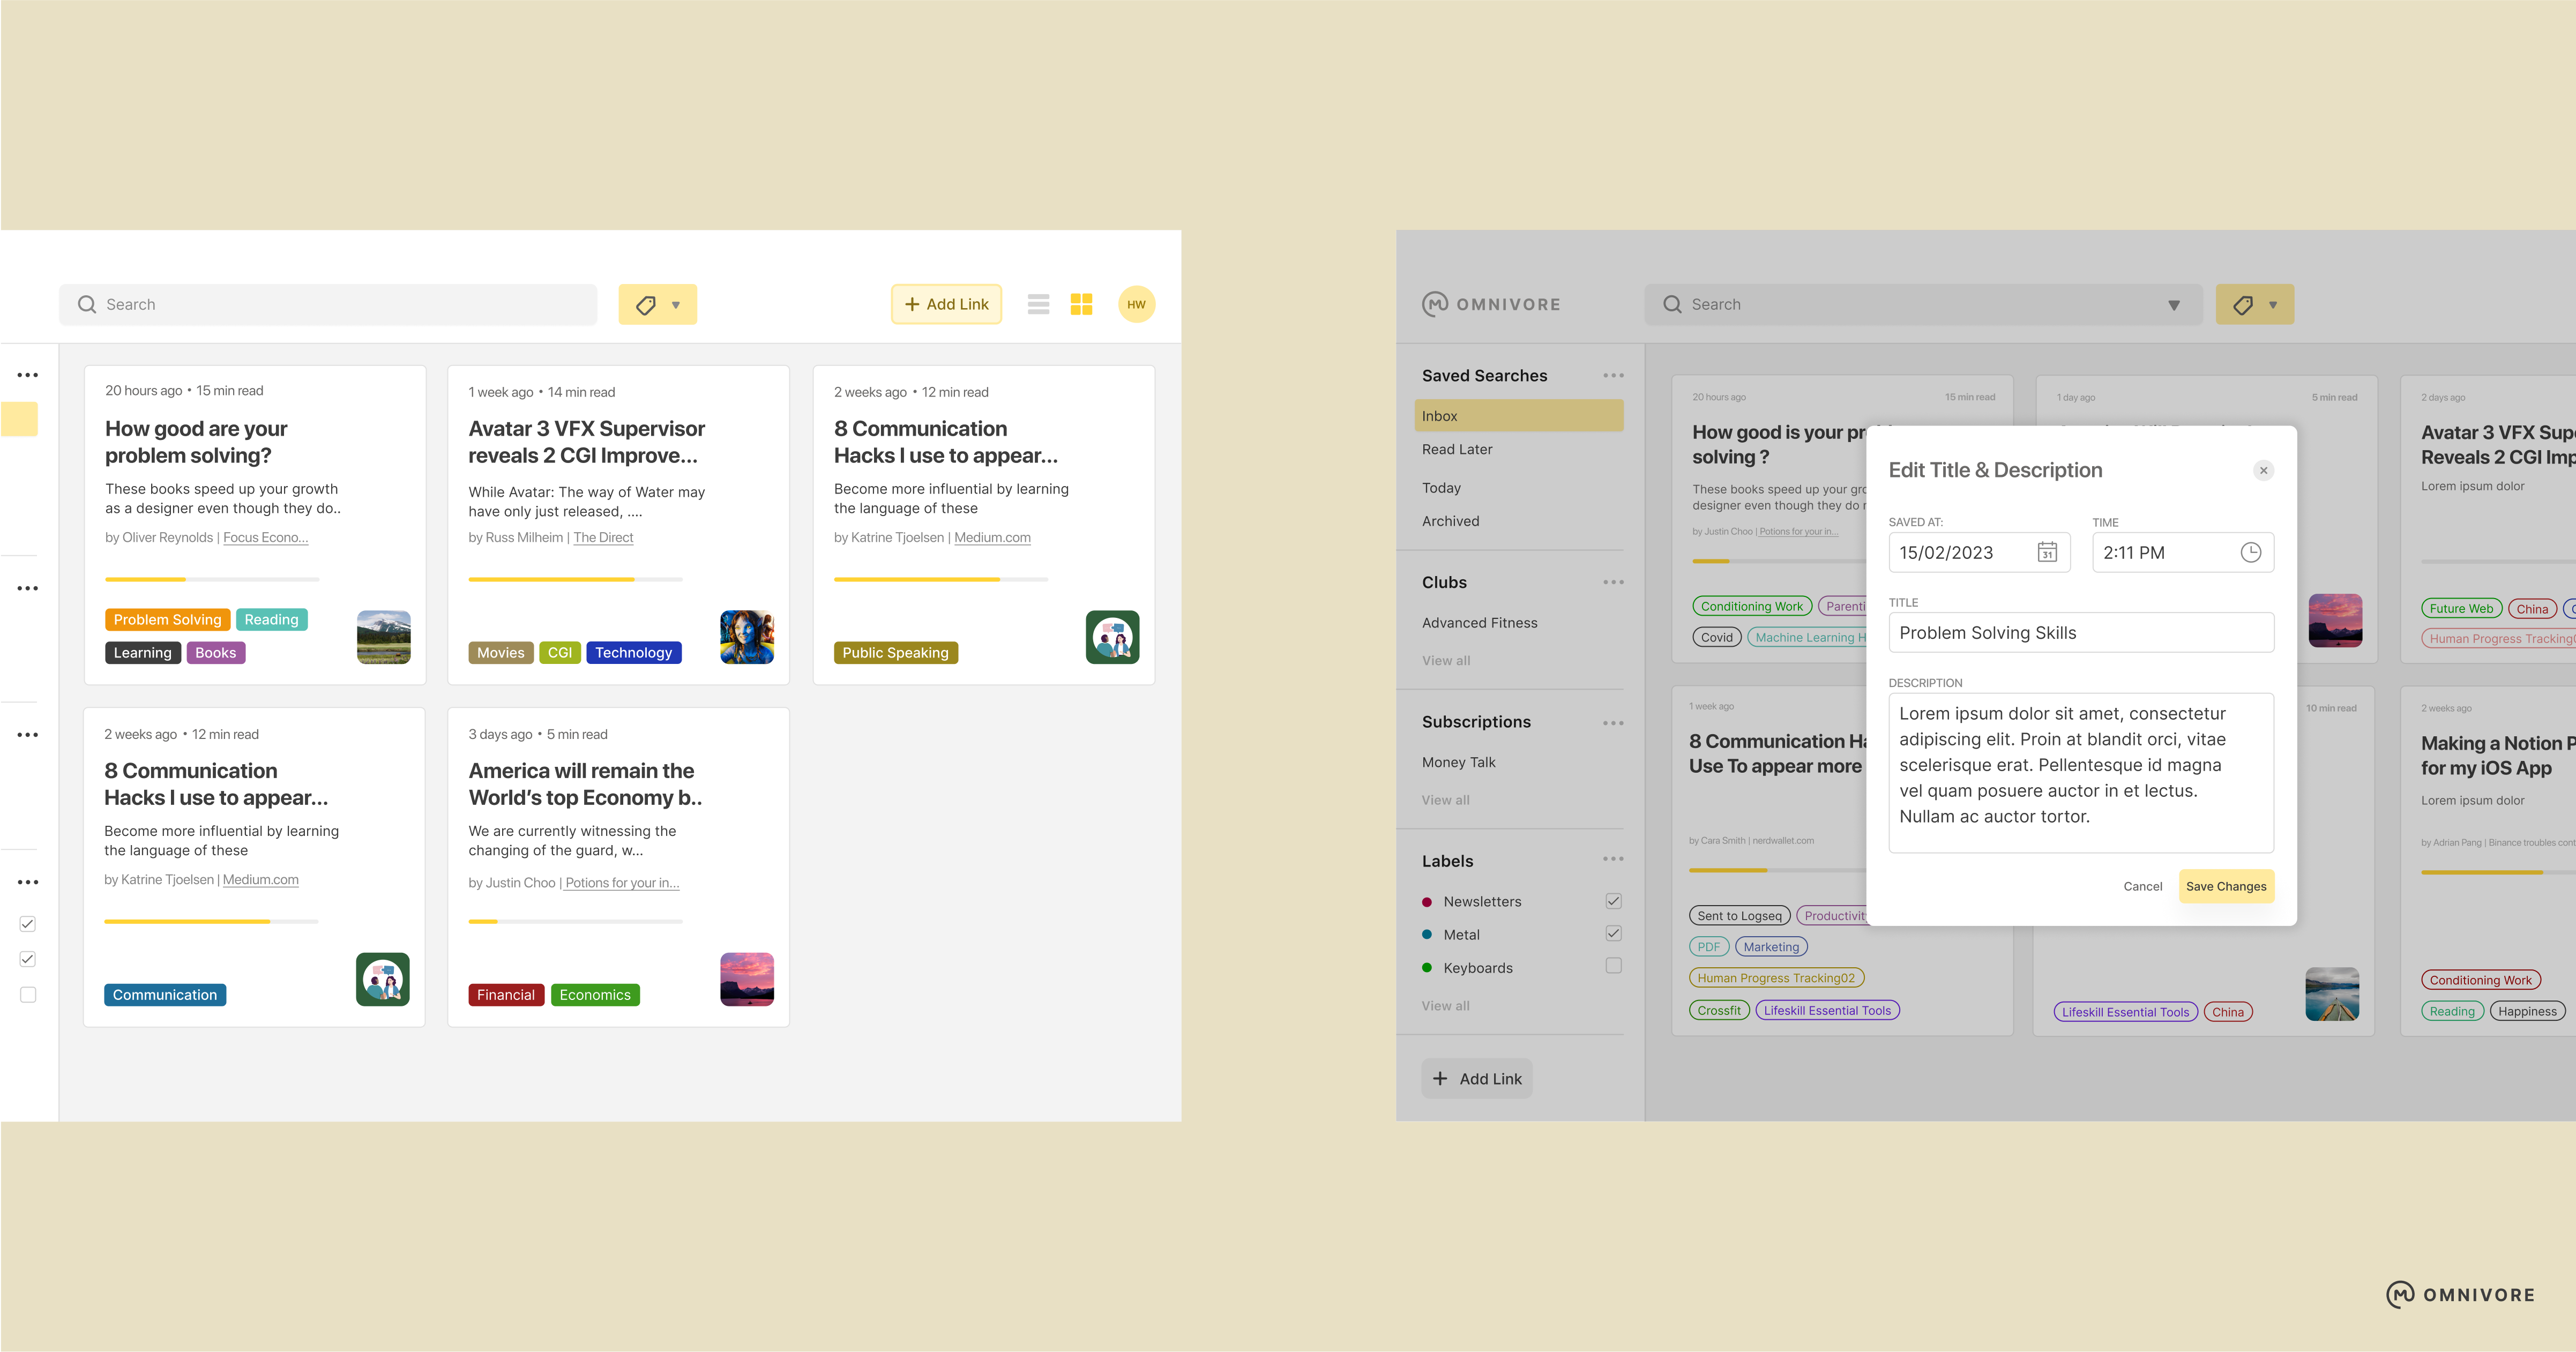 Search
Add Link
HW
20 hours ago • 15 min read
How good are your
problem solving?
These books speed up your growth
as a designer even though they do..
by Oliver Reynolds | Focus Econo...
Problem Solving
Reading
Learning
Books
1 week ago • 14 min read
Avatar 3 VFX Supervisor
reveals 2 CGI Improve...
While Avatar: The way of Water may
have only just released, ....
by Russ Milheim | The Direct
Movies
CGI
Technology
2 weeks ago • 12 min read
8 Communication
Hacks I use to appear...
Become more influential by learning
the language of these
by Katrine Tjoelsen | Medium.com
Public Speaking
2 weeks ago • 12 min read
8 Communication
Hacks I use to appear...
Become more influential by learning
the language of these
by Katrine Tjoelsen | Medium.com
Communication
3 days ago • 5 min read
America will remain the
World's top Economy b..
We are currently witnessing the
changing of the guard, w...
by Justin Choo | Potions for your in...
Financial
Economics
OMNIVORE
Search
Saved Searches
Inbox
Read Later
Today
Archived
Clubs
Advanced Fitness
View all
Subscriptions
Money Talk
View all
Labels
Newsletters
Metal
Keyboards
View all
Add Link
20 hours ago
15 min read
How good is your pr
solving ?
These books speed up your gro
designer even though they do r
by Justin Choo | Potions for your in...
Conditioning Work
Parenti
Covid
Machine Learning H
1 day ago
5 min read
2 days ago
Avatar 3 VFX Sup
Reveals 2 CGI Imp
Lorem ipsum dolor
Future Web
China
Human Progress Tracking
1 week ago
8 Communication Ha
Use To appear more
by Cara Smith | nerdwallet.com
Sent to Logseq
Productivit
PDF
Marketing
Human Progress Tracking02
Crossfit
Lifeskill Essential Tools
10 min read
Lifeskill Essential Tools
China
2 weeks ago
Making a Notion P
for my iOS App
Lorem ipsum dolor
by Adrian Pang | Binance troubles cont
Conditioning Work
Reading
Happiness
Edit Title & Description
SAVED AT:
TIME
15/02/2023
31
2:11 PM
TITLE
Problem Solving Skills
DESCRIPTION
Lorem ipsum dolor sit amet, consectetur
adipiscing elit. Proin at blandit orci, vitae
scelerisque erat. Pellentesque id magna
vel quam posuere auctor in et lectus.
Nullam ac auctor tortor.
Cancel
Save Changes
OMNIVORE